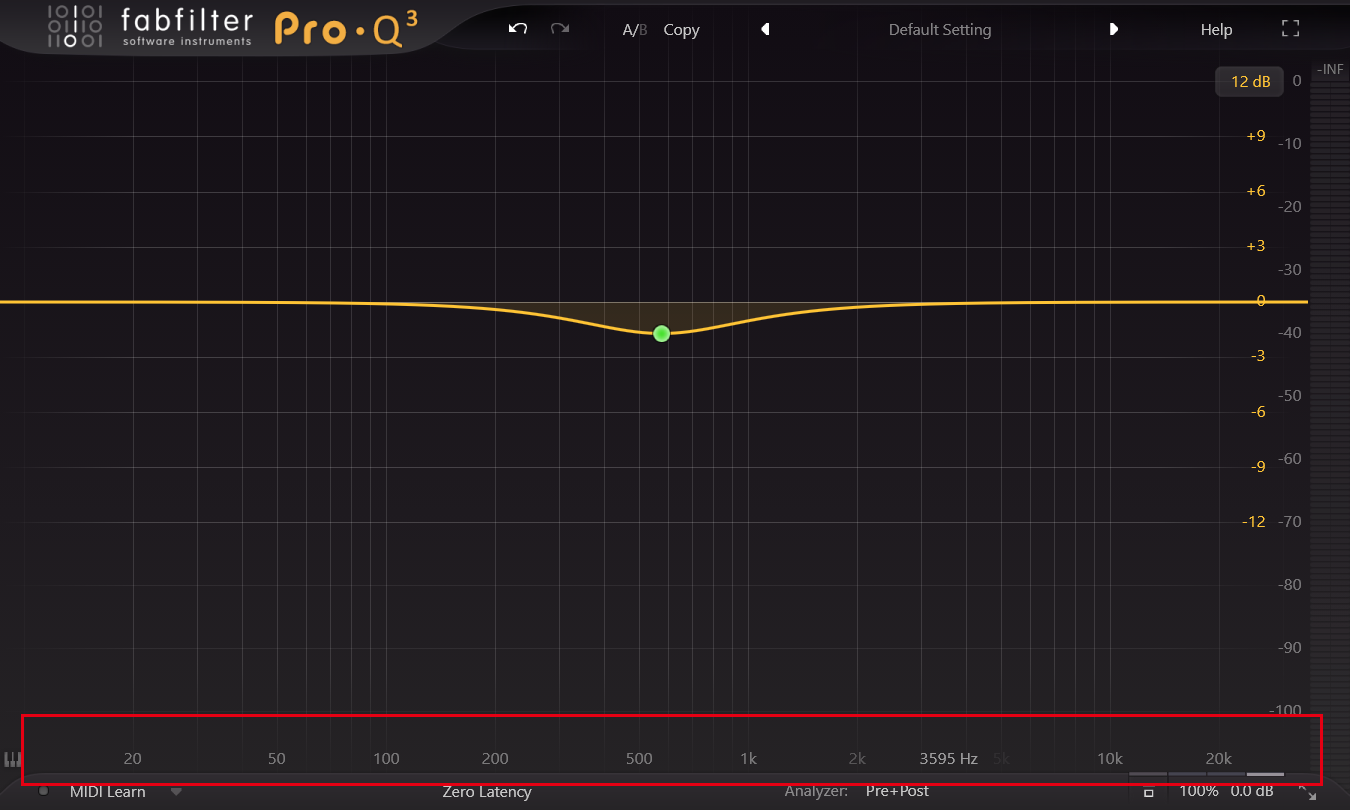 fabfilter
software instruments
Pro·Q 3
A/B Copy
Default Setting
Help
-INF
12 dB
0
+9
-10
+6
-20
+3
-30
0
-40
-3
-50
-6
-60
-9
-12
-70
-80
-90
-100
20 50 100 200 500 1k 2k 3595 Hz 5k 10k 20k
MIDI Learn
Zero Latency
Analyzer: Pre+Post
100% 0.0 dB